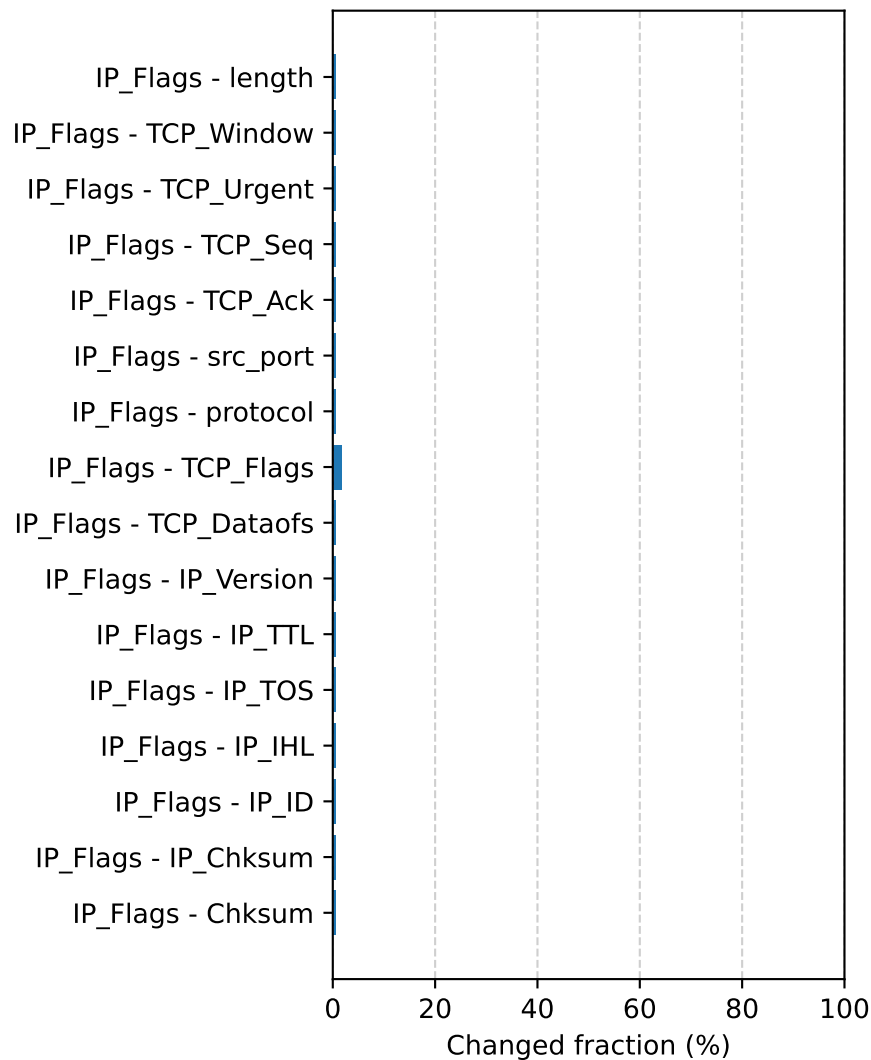 IP_Flags - length
IP_Flags - TCP_Window
IP_Flags - TCP_Urgent
IP_Flags - TCP_Seq
IP_Flags - TCP_Ack
IP_Flags - src_port
IP_Flags - protocol
IP_Flags - TCP_Flags
IP_Flags - TCP_Dataofs
IP_Flags - IP_Version
IP_Flags - IP_TTL
IP_Flags - IP_TOS
IP_Flags - IP_IHL
IP_Flags - IP_ID
IP_Flags - IP_Chksum
IP_Flags - Chksum
0 20 40 60 80 100
Changed fraction (%)